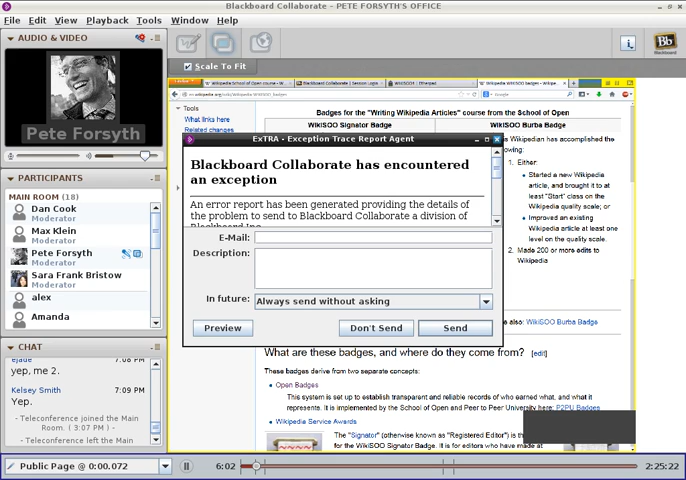 Blackboard Collaborate - PETE FORSYTH'S OFFICE
File Edit View Playback Tools Window Help
AUDIO & VIDEO
Pete Forsyth
PARTICIPANTS
MAIN ROOM (18)
Dan Cook
Moderator
Max Klein
Moderator
Pete Forsyth
Moderator
Sara Frank Bristow
Moderator
alex
Amanda
CHAT
ejade 7:08 PM
yep, me 2.
Kelsey Smith 7:09 PM
Yep.
- Teleconference joined the Main
Room. ( 3:07 PM ) -
- Teleconference left the Main
Scale To Fit
Bb
Tools
What links here
Related changes
Badges for the "Writing Wikipedia Articles" course from the School of Open
WikiSOO Signator Badge WikiSOO Burba Badge
ExTRA - Exception Trace Report Agent
Blackboard Collaborate has encountered
an exception
An error report has been generated providing the details of
the problem to send to Blackboard Collaborate a division of
Blackboard Inc.
E-Mail:
Description:
In future: Always send without asking
Preview Don't Send Send
has accomplished the
1. Either:
Started a new Wikipedia
article, and brought it to at
least "Start" class on the
Wikipedia quality scale; or
Improved an existing
Wikipedia article at least one
level on the quality scale.
2. Made 200 or more edits to
Wikipedia
also: WikiSOO Burba Badge
What are these badges, and where do they come from? [edit]
These badges derive from two separate concepts:
Open Badges
This system is set up to establish transparent and reliable records of who earned what, and what it
represents. It is implemented by the School of Open and Peer to Peer University here: P2PU Badges
Wikipedia Service Awards
The "Signator" (otherwise known as "Registered Editor") is the
for the WikiSOO Signator Badge. It is for editors who have made at
Public Page @ 0:00.072
6:02
2:25:22